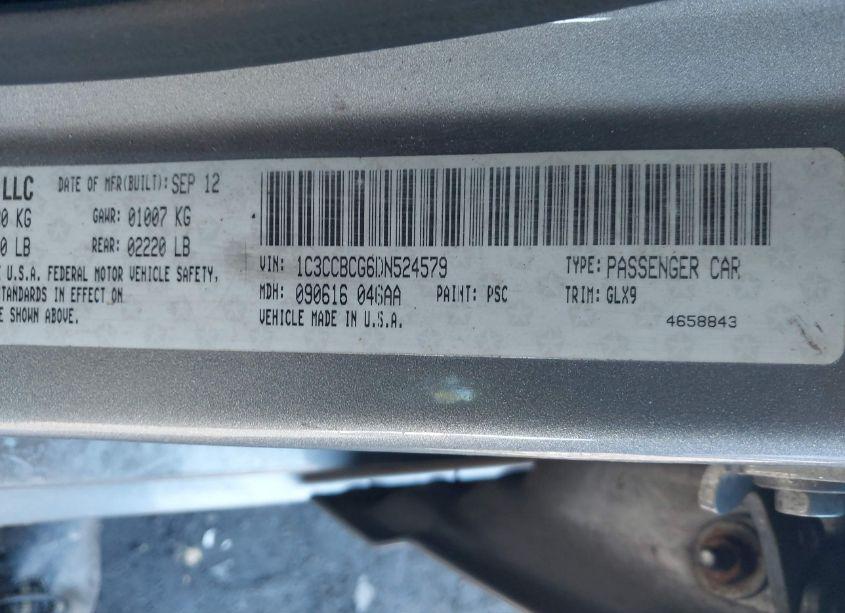 LLC DATE OF MFR(BUILT): SEP 12
0 KG GAWR: 01007 KG
0 LB REAR: 02220 LB
U.S.A. FEDERAL MOTOR VEHICLE SAFETY,
STANDARDS IN EFFECT ON
SHOWN ABOVE.
VIN: 1C3CCBCG6DN524579 TYPE: PASSENGER CAR
MDH: 090616 046AA PAINT: PSC TRIM: GLX9
VEHICLE MADE IN U.S.A. 4658843